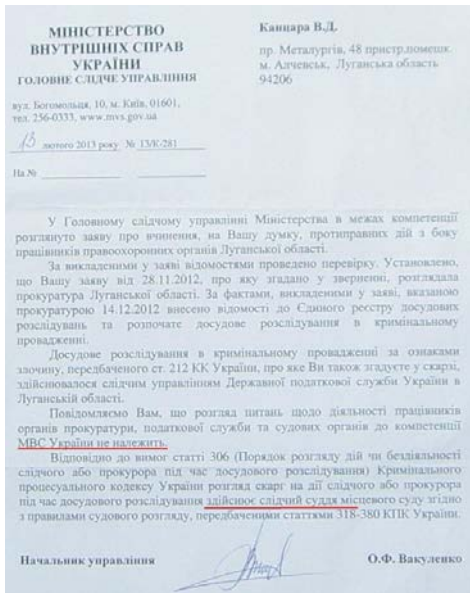 МІНІСТЕРСТВО
ВНУТРІШНІХ СПРАВ
УКРАЇНИ
ГОЛОВНЕ СЛІДЧЕ УПРАВЛІННЯ
вул. Богомольця, 10, м. Київ, 01601,
тел. 256-0333, www.mvs.gov.ua
13 лютого 2013 року № 13/К-281
На №
Канцара В.Д.
пр. Металургів, 48 пристр.помешк.
м. Алчевськ, Луганська область
94206
У Головному слідчому управлінні Міністерства в межах компетенції
розглянуто заяву про вчинення, на Вашу думку, протиправних дій з боку
працівників правоохоронних органів Луганської області.
За викладеними у заяві відомостями проведено перевірку. Установлено,
що Вашу заяву від 28.11.2012, про яку згадано у зверненні, розглядала
прокуратура Луганської області. За фактами, викладеними у заяві, вказаною
прокуратурою 14.12.2012 внесено відомості до Єдиного реєстру досудових
розслідувань та розпочате досудове розслідування в кримінальному
провадженні.
Досудове розслідування в кримінальному провадженні за ознаками
злочину, передбаченого ст. 212 КК України, про яке Ви також згадуєте у скарзі,
здійснювалося слідчим управлінням Державної податкової служби України в
Луганській області.
Повідомляємо Вам, що розгляд питань щодо діяльності працівників
органів прокуратури, податкової служби та судових органів до компетенції
МВС України не належить.
Відповідно до вимог статті 306 (Порядок розгляду дій чи бездіяльності
слідчого або прокурора під час досудового розслідування) Кримінального
процесуального кодексу України розгляд скарг на дії слідчого або прокурора
під час досудового розслідування здійснює слідчий суддя місцевого суду згідно
з правилами судового розгляду, передбаченими статтями 318-380 КПК України.
Начальник управління
О.Ф. Вакуленко